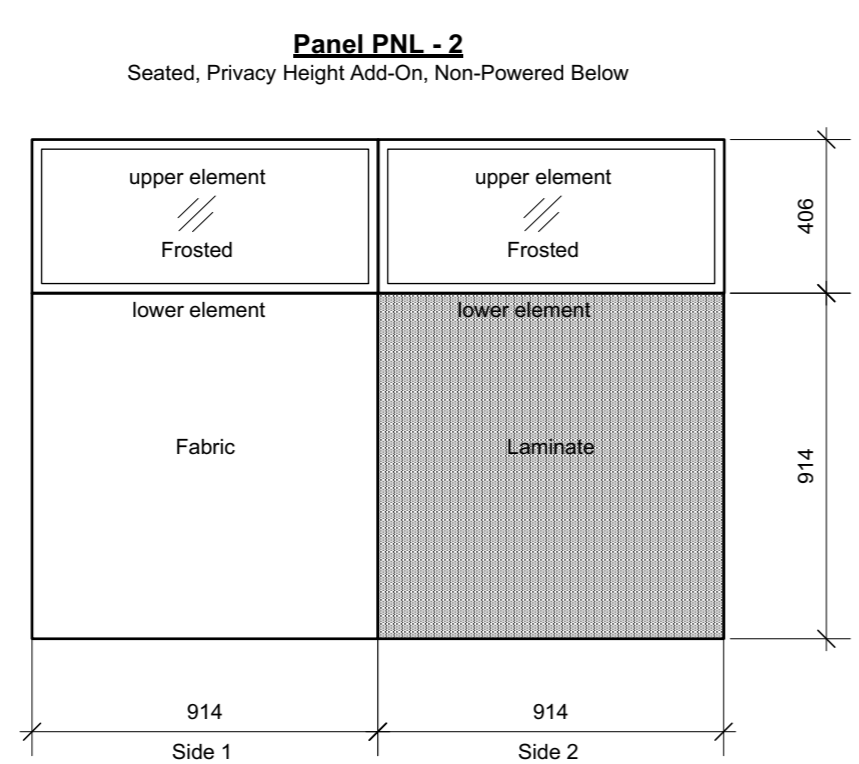 Panel PNL - 2
Seated, Privacy Height Add-On, Non-Powered Below
upper element
Frosted
upper element
Frosted
406
lower element
Fabric
lower element
Laminate
914
914
Side 1
914
Side 2